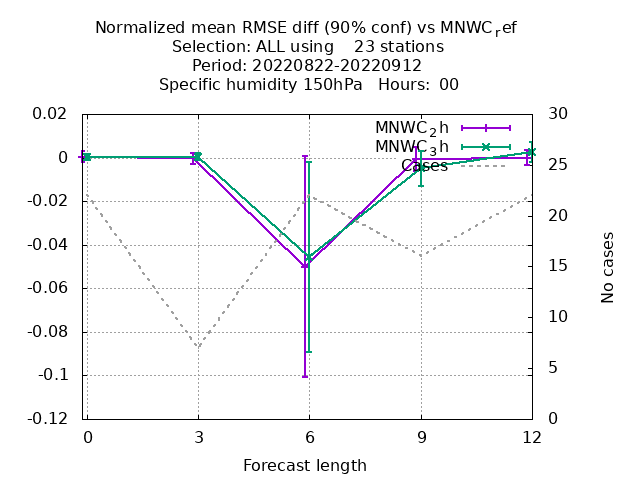 Normalized mean RMSE diff (90% conf) vs MNWC_ref
Selection: ALL using    23 stations
Period: 20220822-20220912
Specific humidity 150hPa   Hours:  00
0.02
0
-0.02
-0.04
-0.06
-0.08
-0.1
-0.12
30
25
20
15
10
5
0
MNWC_2h
MNWC_3h
Cases
No cases
0
3
6
9
12
Forecast length